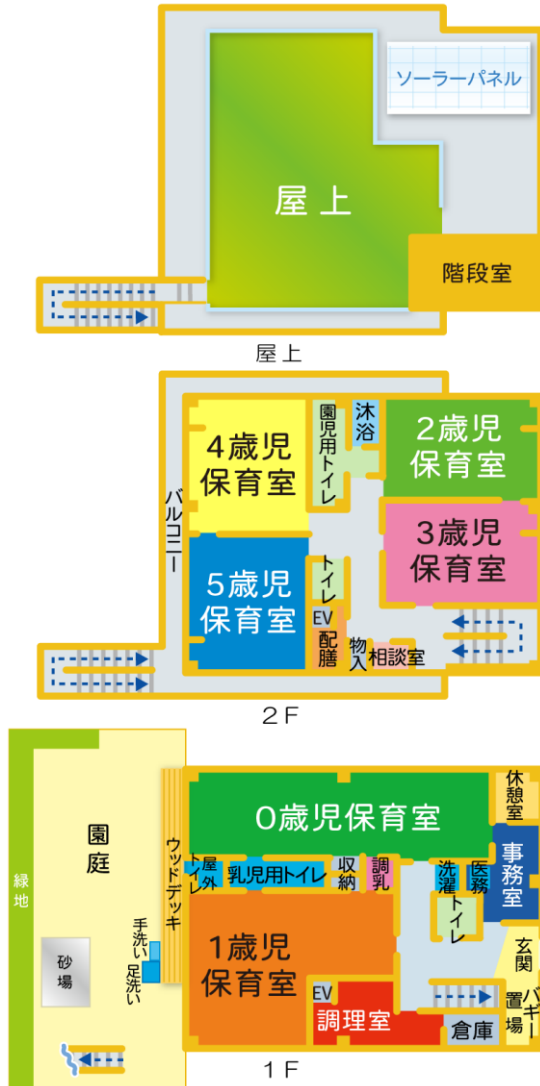 ソーラーパネル
屋上
階段室
屋上
4歳児
保育室
園児用トイレ
沐浴
2歳児
保育室
バルコニー
3歳児
保育室
5歳児
保育室
トイレ
EV
配膳
物入
相談室
2F
園庭
緑地
ウッドデッキ
0歳児保育室
休憩室
事務室
屋外
トイレ
乳児用トイレ
収納
調乳
洗濯
医務
トイレ
手洗い
足洗い
砂場
1歳児
保育室
玄関
EV
調理室
バギー
置場
倉庫
1F